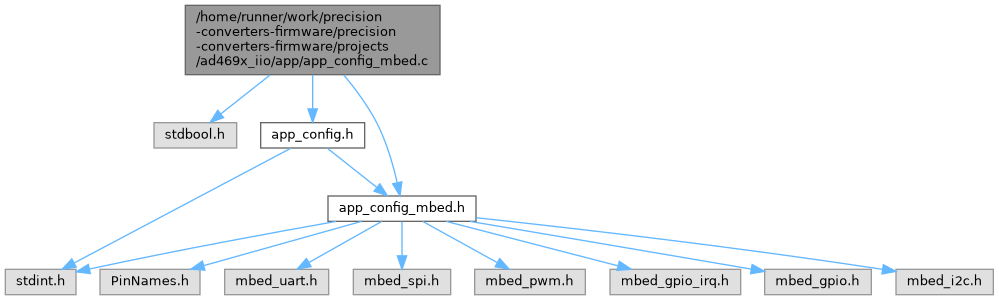 /home/runner/work/precision
-converters-firmware/precision
-converters-firmware/projects
/ad469x_iio/app/app_config_mbed.c
stdbool.h
app_config.h
app_config_mbed.h
stdint.h
PinNames.h
mbed_uart.h
mbed_spi.h
mbed_pwm.h
mbed_gpio_irq.h
mbed_gpio.h
mbed_i2c.h